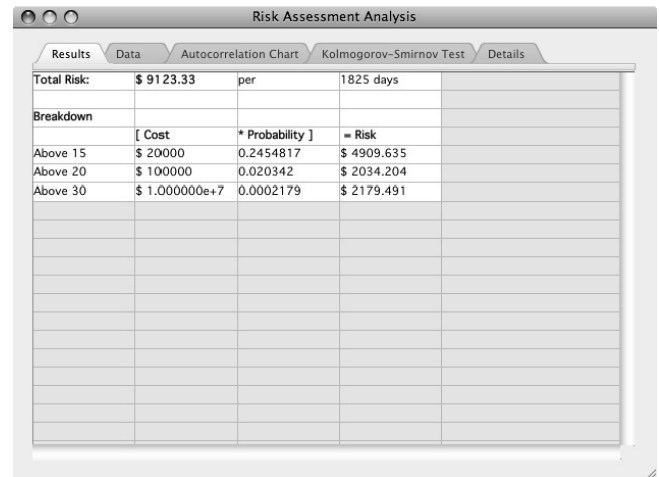 Risk Assessment Analysis
Results Data Autocorrelation Chart Kolmogorov-Smirnov Test Details
Total Risk: $ 9123.33 per 1825 days
Breakdown
[ Cost * Probability ] = Risk
Above 15 $ 20000 0.2454817 $ 4909.635
Above 20 $ 100000 0.020342 $ 2034.204
Above 30 $ 1.000000e+7 0.0002179 $ 2179.491